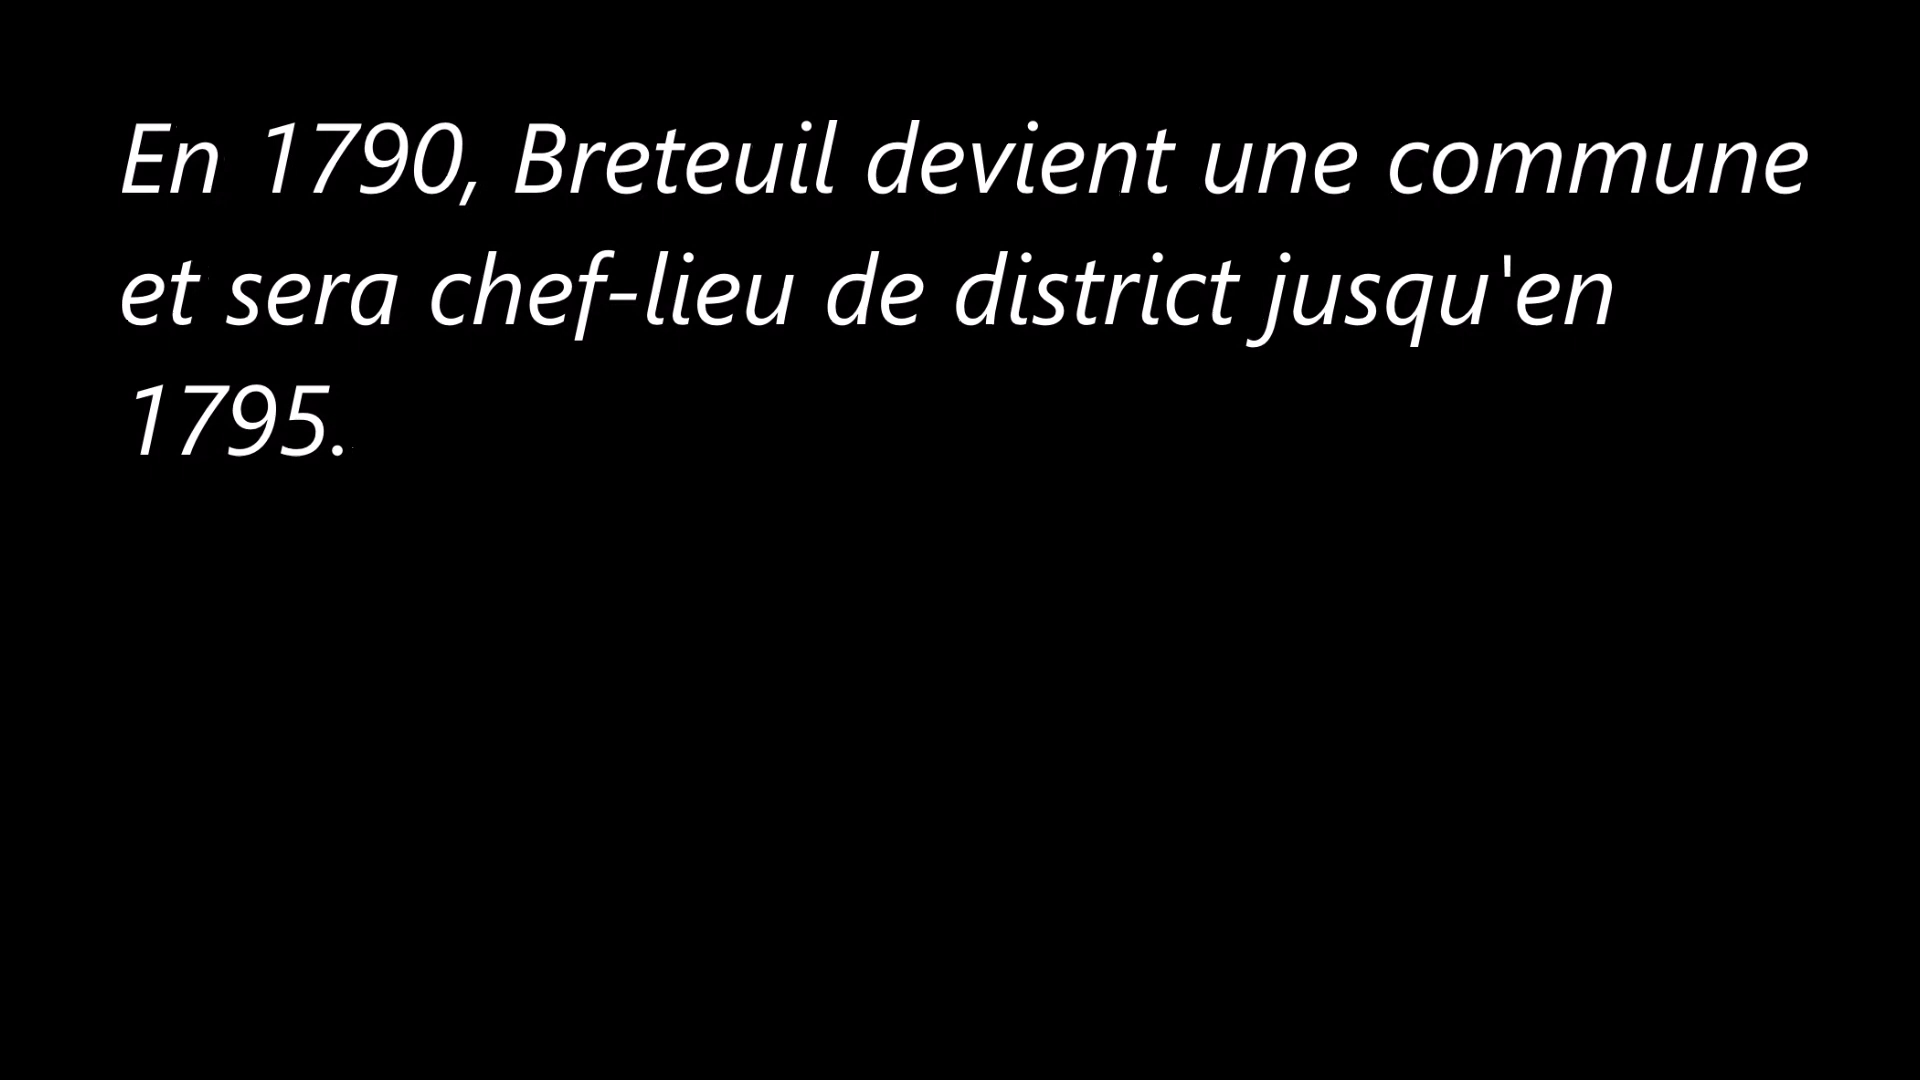 En 1790, Breteuil devient une commune
et sera chef-lieu de district jusqu'en
1795.